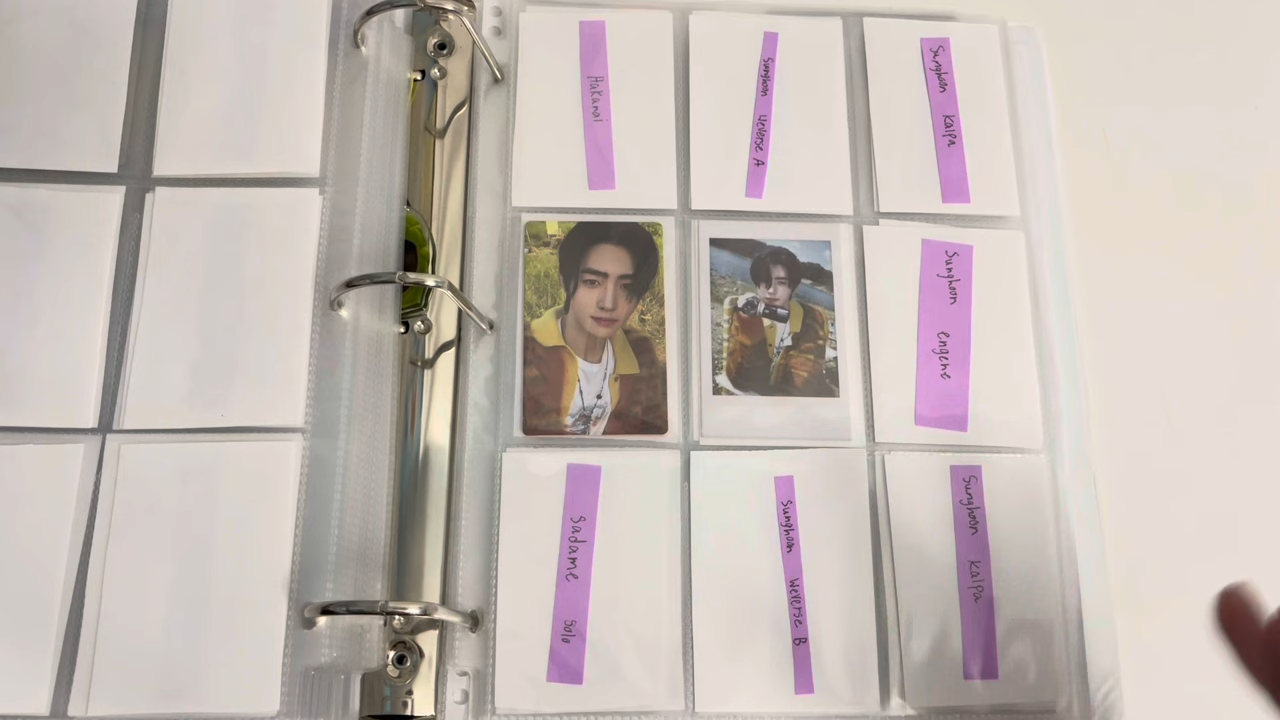 Hakanai
Sunghoon Weverse A
Sunghoon Kalpa
Sunghoon engene
Sadame solo
Sunghoon Weverse B
Sunghoon Kalpa